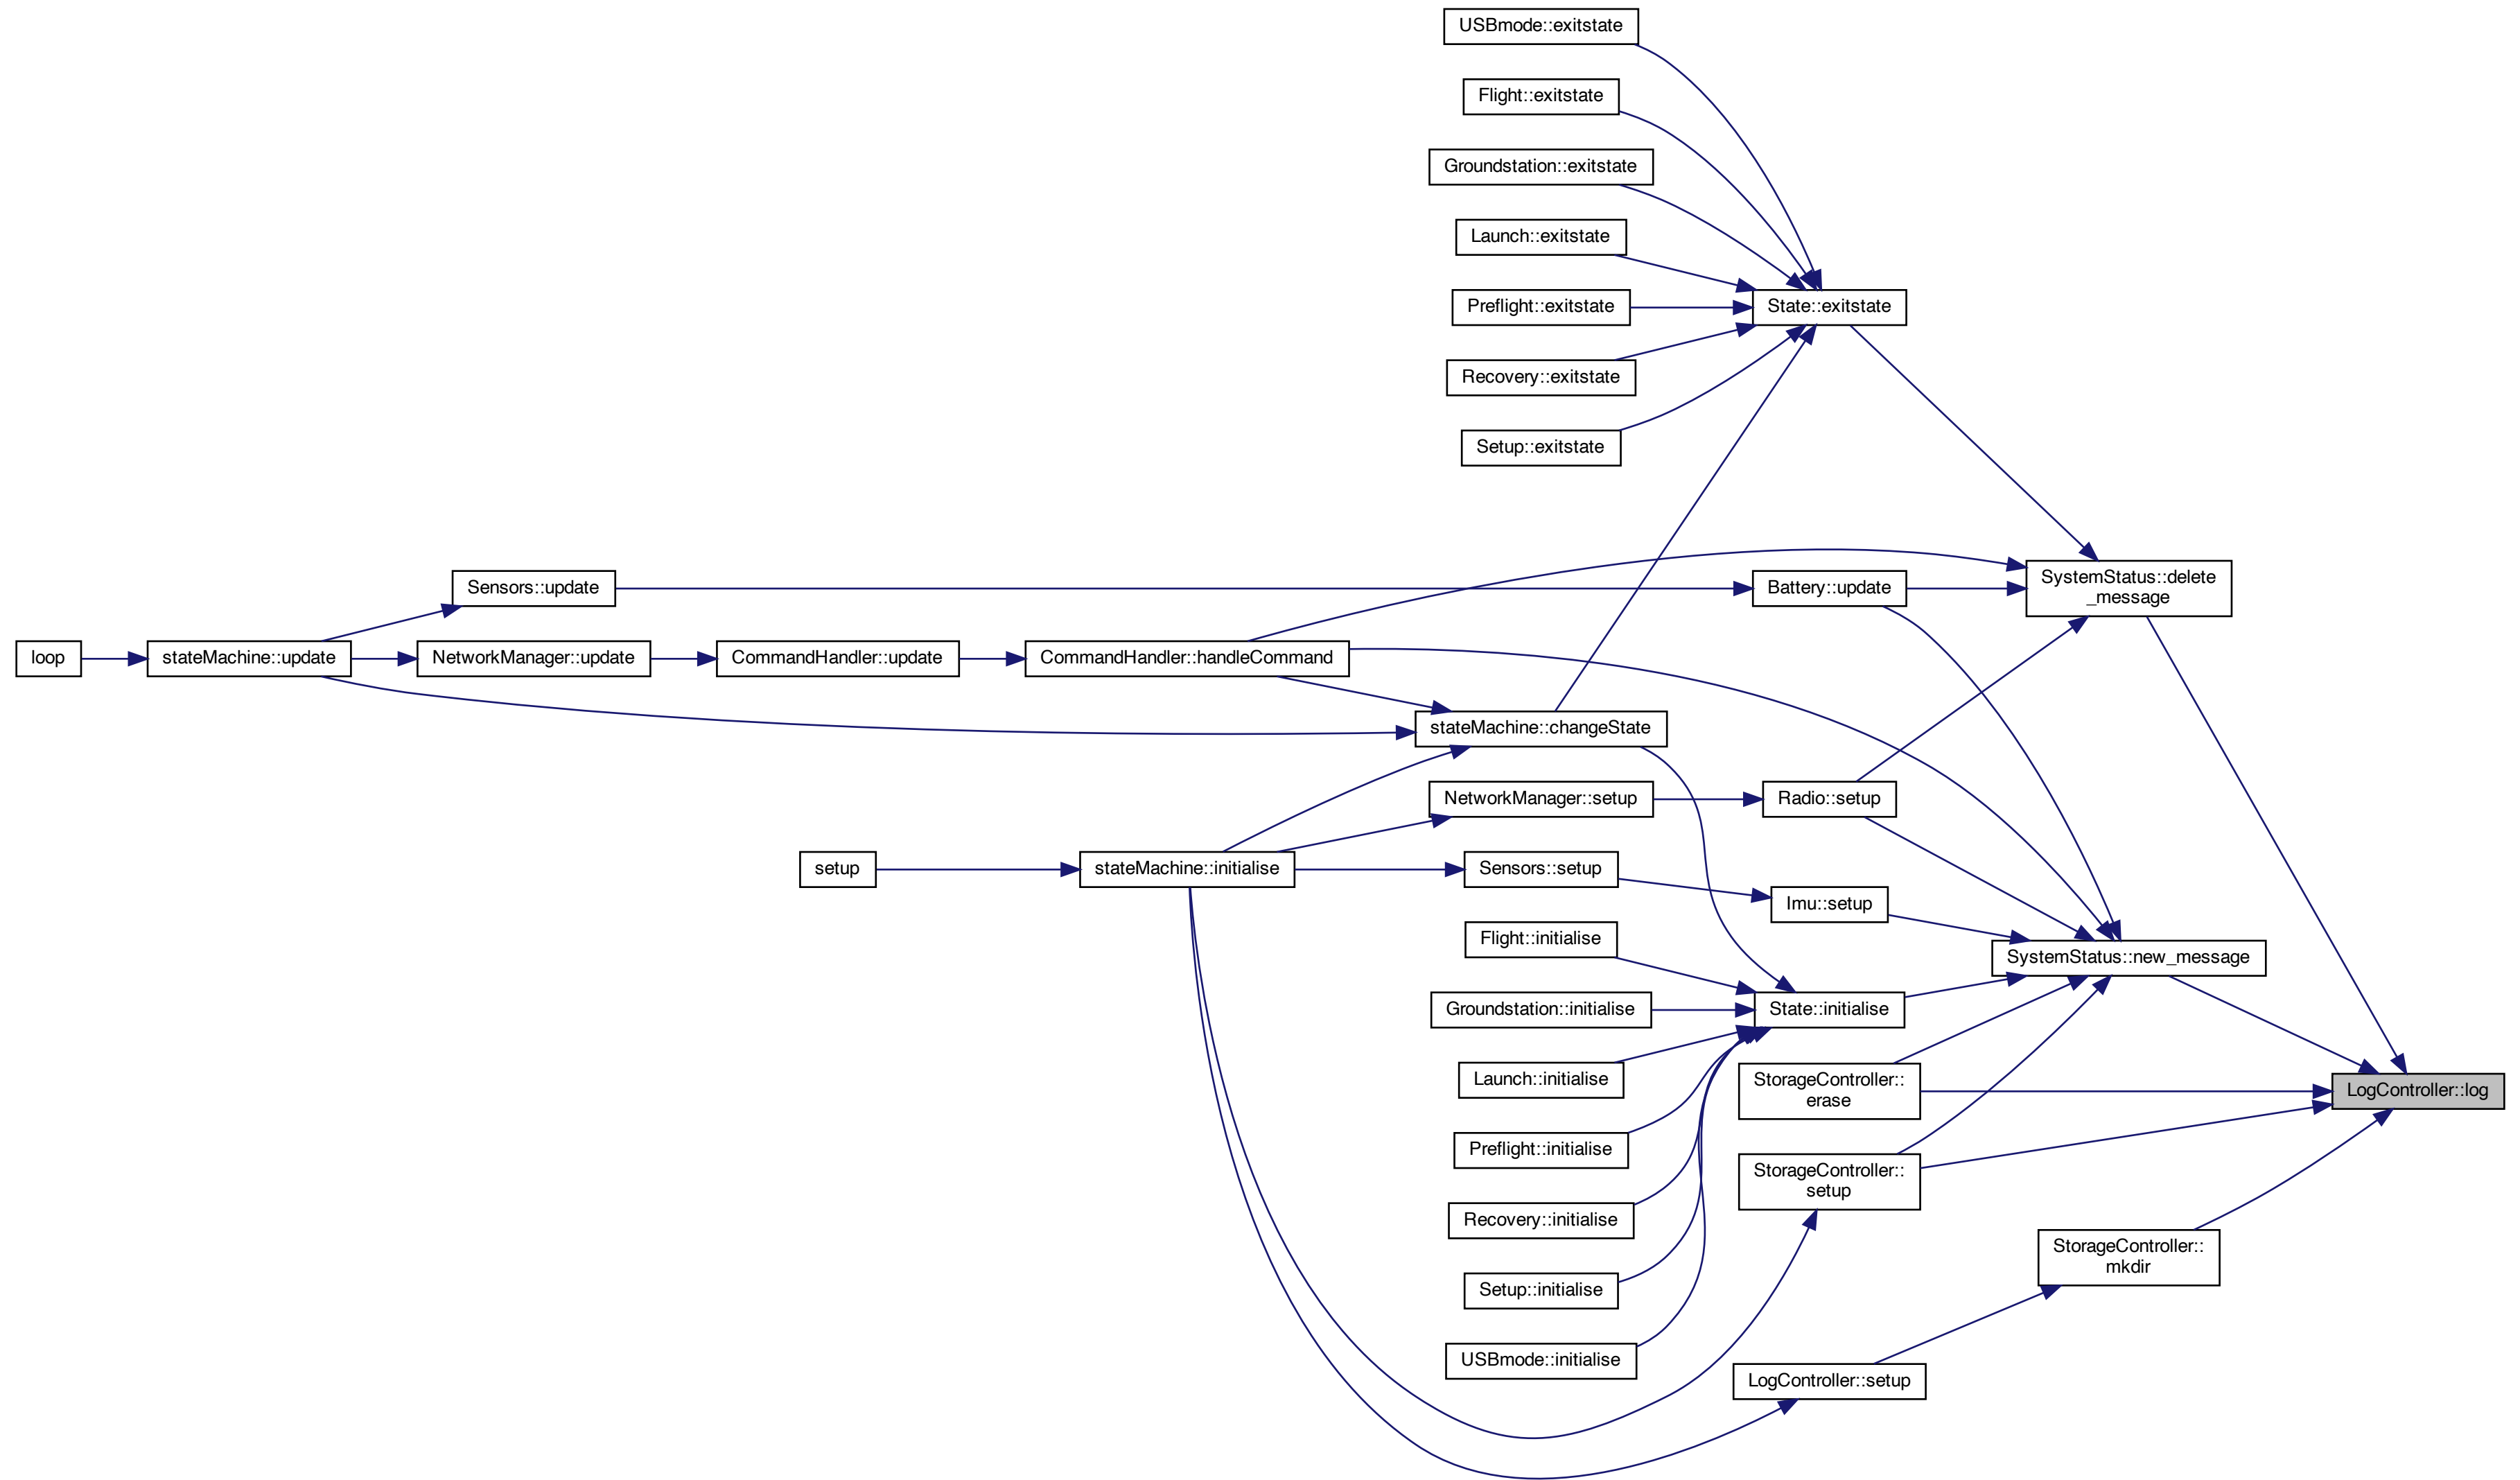 USBmode::exitstate
Flight::exitstate
Groundstation::exitstate
Launch::exitstate
Preflight::exitstate
State::exitstate
Recovery::exitstate
Setup::exitstate
Sensors::update
Battery::update
SystemStatus::delete
_message
loop
stateMachine::update
NetworkManager::update
CommandHandler::update
CommandHandler::handleCommand
stateMachine::changeState
NetworkManager::setup
Radio::setup
setup
stateMachine::initialise
Sensors::setup
Imu::setup
Flight::initialise
SystemStatus::new_message
Groundstation::initialise
State::initialise
Launch::initialise
StorageController::
erase
LogController::log
Preflight::initialise
StorageController::
setup
Recovery::initialise
StorageController::
mkdir
Setup::initialise
USBmode::initialise
LogController::setup